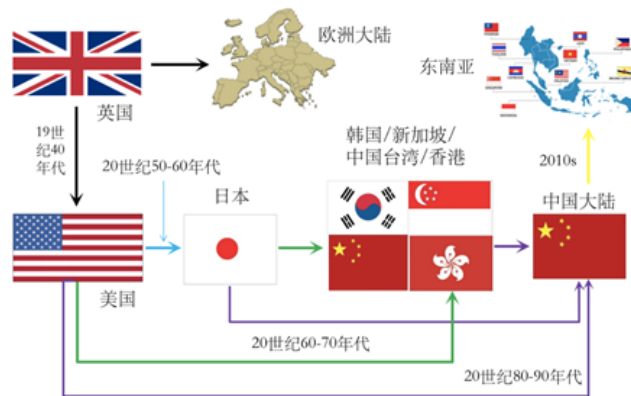 欧洲大陆
东南亚
英国
19世
纪40
年代
20世纪50-60年代
日本
韩国/新加坡/
中国台湾/香港
2010s
中国大陆
美国
20世纪60-70年代
20世纪80-90年代